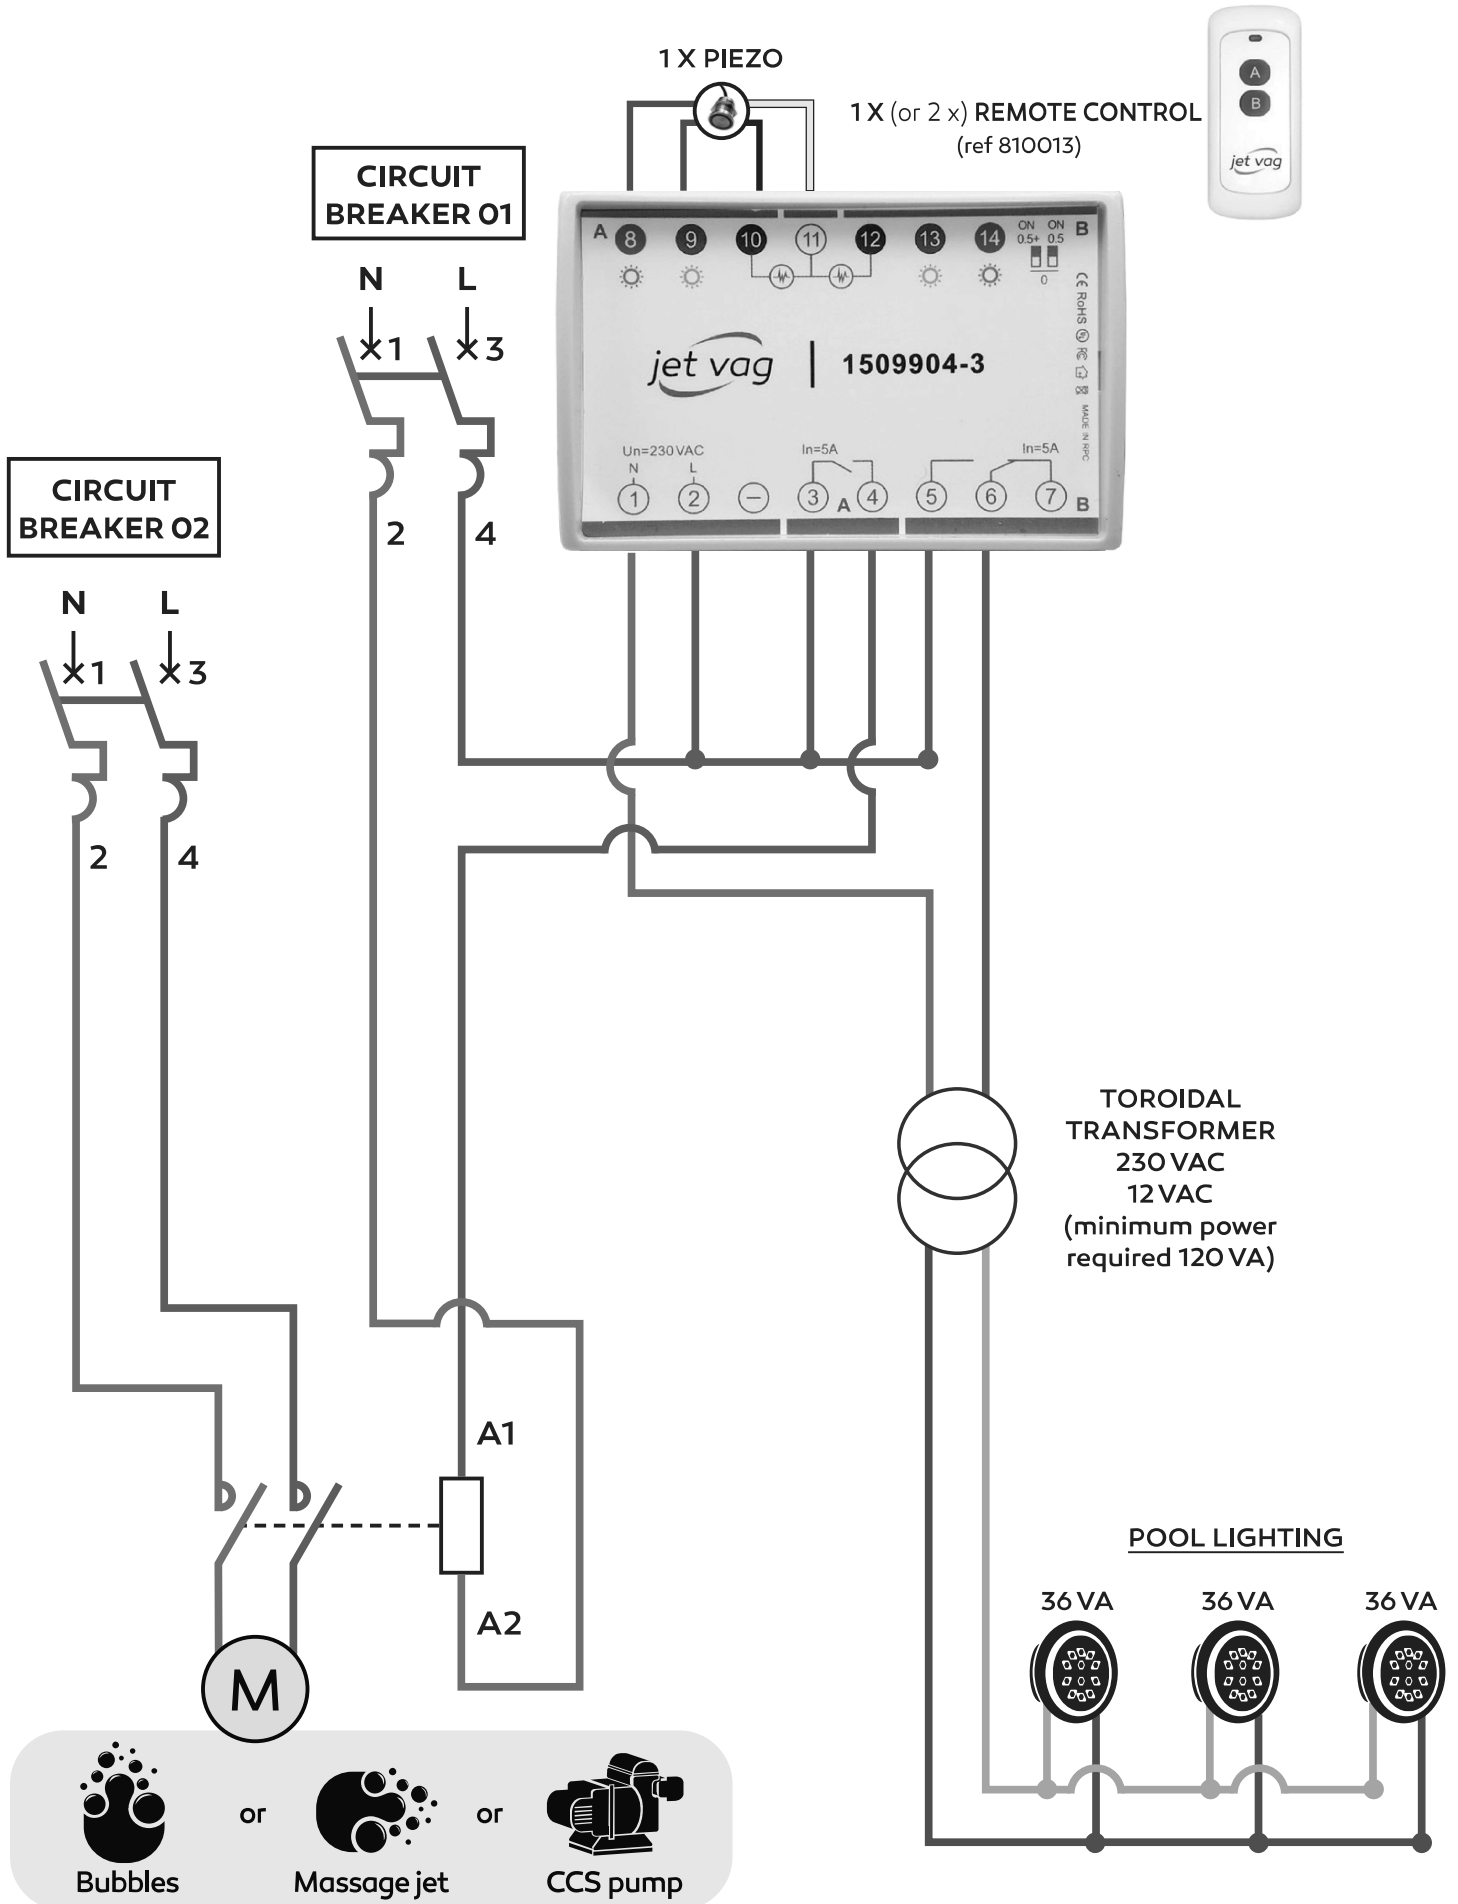 1 X PIEZO
1 X (or 2 x) REMOTE CONTROL
(ref 810013)
A
B
jet vag
CIRCUIT
BREAKER 01
N L
1 3
2 4
A 8 9 10 11 12 13 14 ON ON B
0.5+ 0.5
0
CE RoHS FC
MADE IN RPC
jet vag | 1509904-3
Un=230 VAC In=5A In=5A
N L
1 2 – 3 A 4 5 6 7 B
CIRCUIT
BREAKER 02
N L
1 3
2 4
TOROIDAL
TRANSFORMER
230 VAC
12 VAC
(minimum power
required 120 VA)
A1
A2
M
POOL LIGHTING
36 VA 36 VA 36 VA
Bubbles or Massage jet or CCS pump